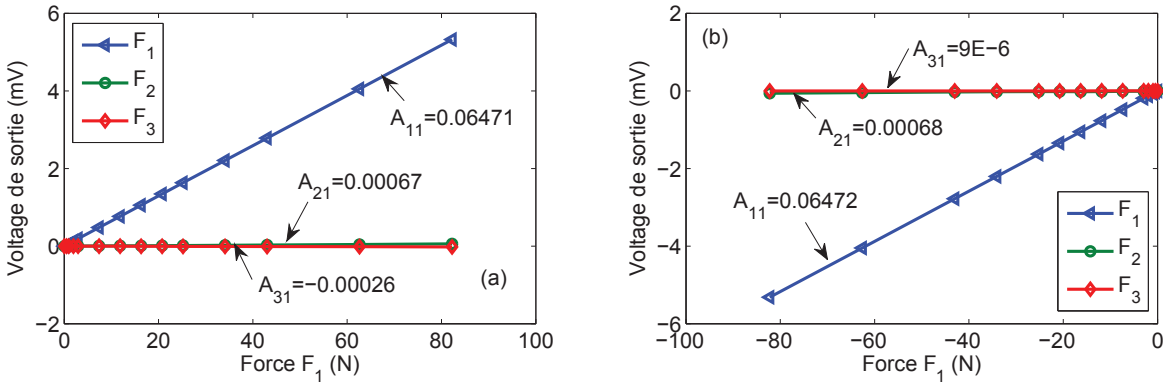 (a)
Voltage de sortie (mV)
6
4
2
0
−2
F1
F2
F3
A11=0.06471
A21=0.00067
A31=−0.00026
0 20 40 60 80 100
Force F1 (N)
(b)
Voltage de sortie (mV)
2
0
−2
−4
−6
A31=9E−6
A21=0.00068
A11=0.06472
F1
F2
F3
−100 −80 −60 −40 −20 0
Force F1 (N)